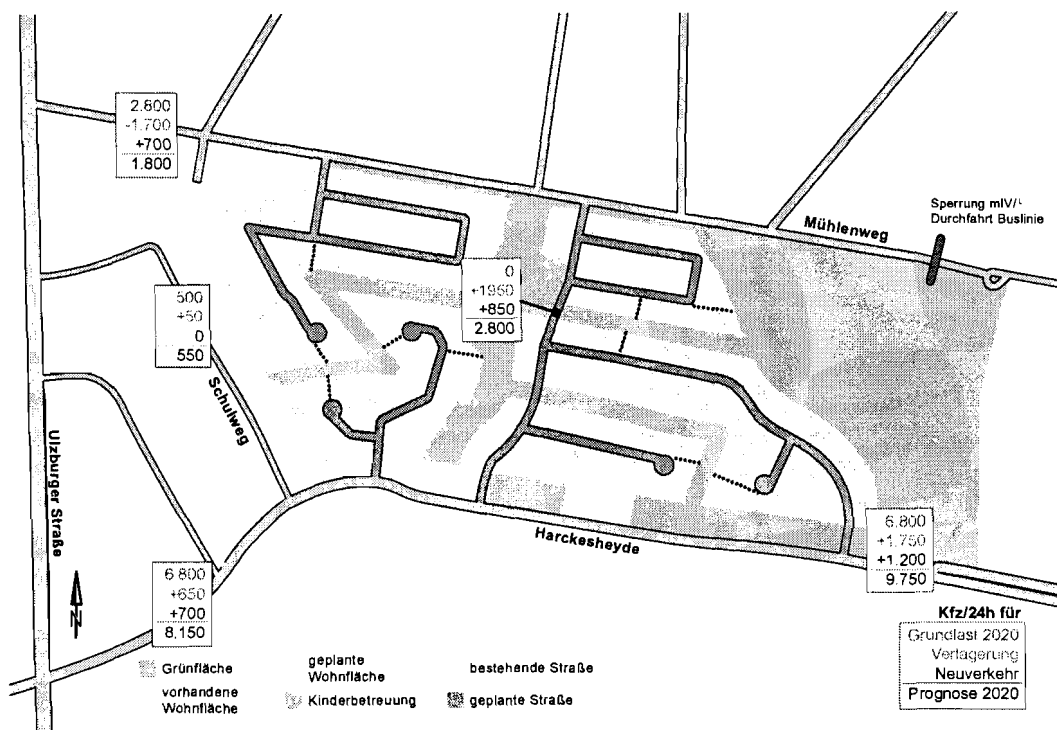 2.800
-1.700
+700
1.800
Sperrung mIV/
Durchfahrt Buslinie
Mühlenweg
0
+1950
+850
2.800
500
+50
0
550
Schulweg
Ulzburger Straße
Harckesheyde
6.800
+1.750
+1.200
9.750
6.800
+650
+700
8.150
N
Kfz/24h für
Grundlast 2020
Verlagerung
Neuverkehr
Prognose 2020
Grünfläche
geplante
Wohnfläche
bestehende Straße
vorhandene
Wohnfläche
Kinderbetreuung
geplante Straße